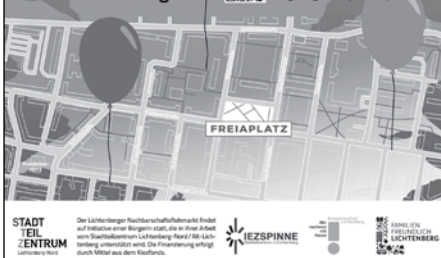 FREIAPLATZ
STADT
TEIL
ZENTRUM
Lichtenberg Nord
Der Lichtenberger Nachbarschaftsflohmarkt findet
auf Initiative einer Bürgerin statt, die in ihrer Arbeit
vom Stadtteilzentrum Lichtenberg-Nord / Alt-Lich-
tenberg unterstützt wird. Die Finanzierung erfolgt
durch Mittel aus dem Kiezfonds.
KIEZSPINNE
FAMILIEN
FREUNDLICH
LICHTENBERG